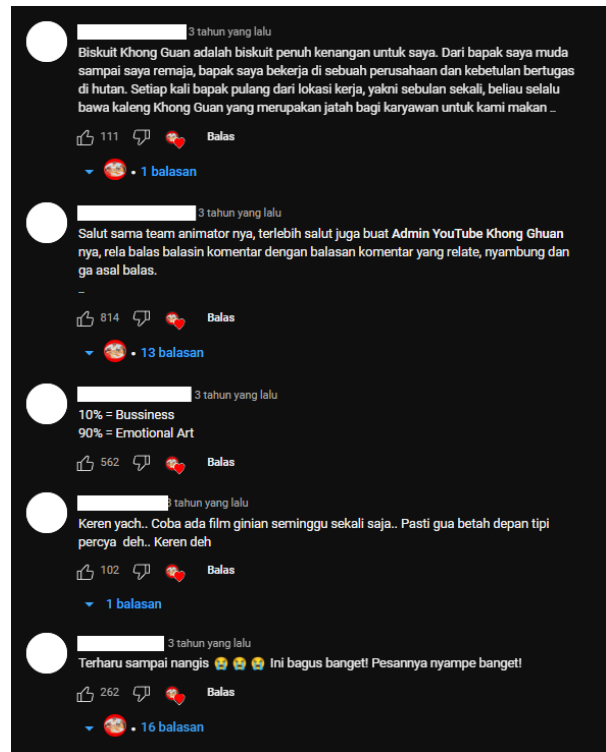 3 tahun yang lalu
Biskuit Khong Guan adalah biskuit penuh kenangan untuk saya. Dari bapak saya muda
sampai saya remaja, bapak saya bekerja di sebuah perusahaan dan kebetulan bertugas
di hutan. Setiap kali bapak pulang dari lokasi kerja, yakni sebulan sekali, beliau selalu
bawa kaleng Khong Guan yang merupakan jatah bagi karyawan untuk kami makan ..
111 Balas
• 1 balasan
3 tahun yang lalu
Salut sama team animator nya, terlebih salut juga buat Admin YouTube Khong Ghuan
nya, rela balas balasin komentar dengan balasan komentar yang relate, nyambung dan
ga asal balas.
..
814 Balas
• 13 balasan
3 tahun yang lalu
10% = Bussiness
90% = Emotional Art
562 Balas
tahun yang lalu
Keren yach.. Coba ada film ginian seminggu sekali saja.. Pasti gua betah depan tipi
percya deh.. Keren deh
102 Balas
1 balasan
3 tahun yang lalu
Terharu sampai nangis 😭 😭 😭 Ini bagus banget! Pesannya nyampe banget!
262 Balas
• 16 balasan